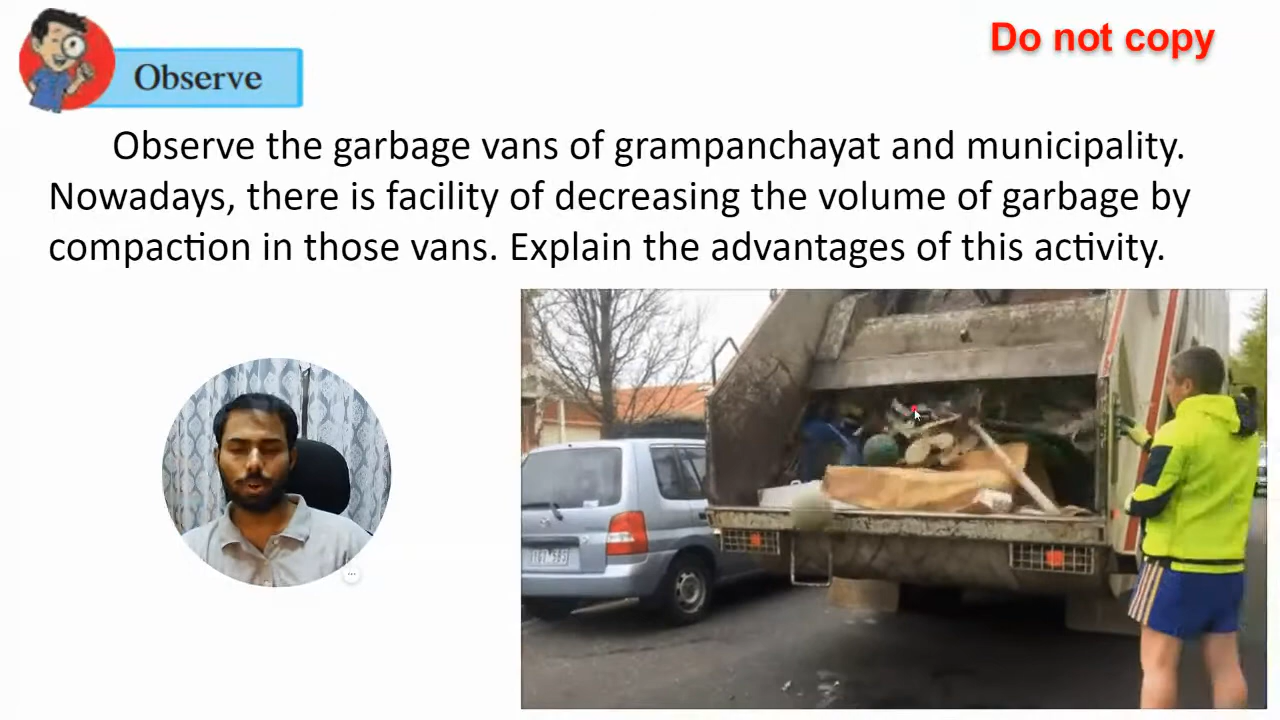 Do not copy
Observe
Observe the garbage vans of grampanchayat and municipality.
Nowadays, there is facility of decreasing the volume of garbage by
compaction in those vans. Explain the advantages of this activity.